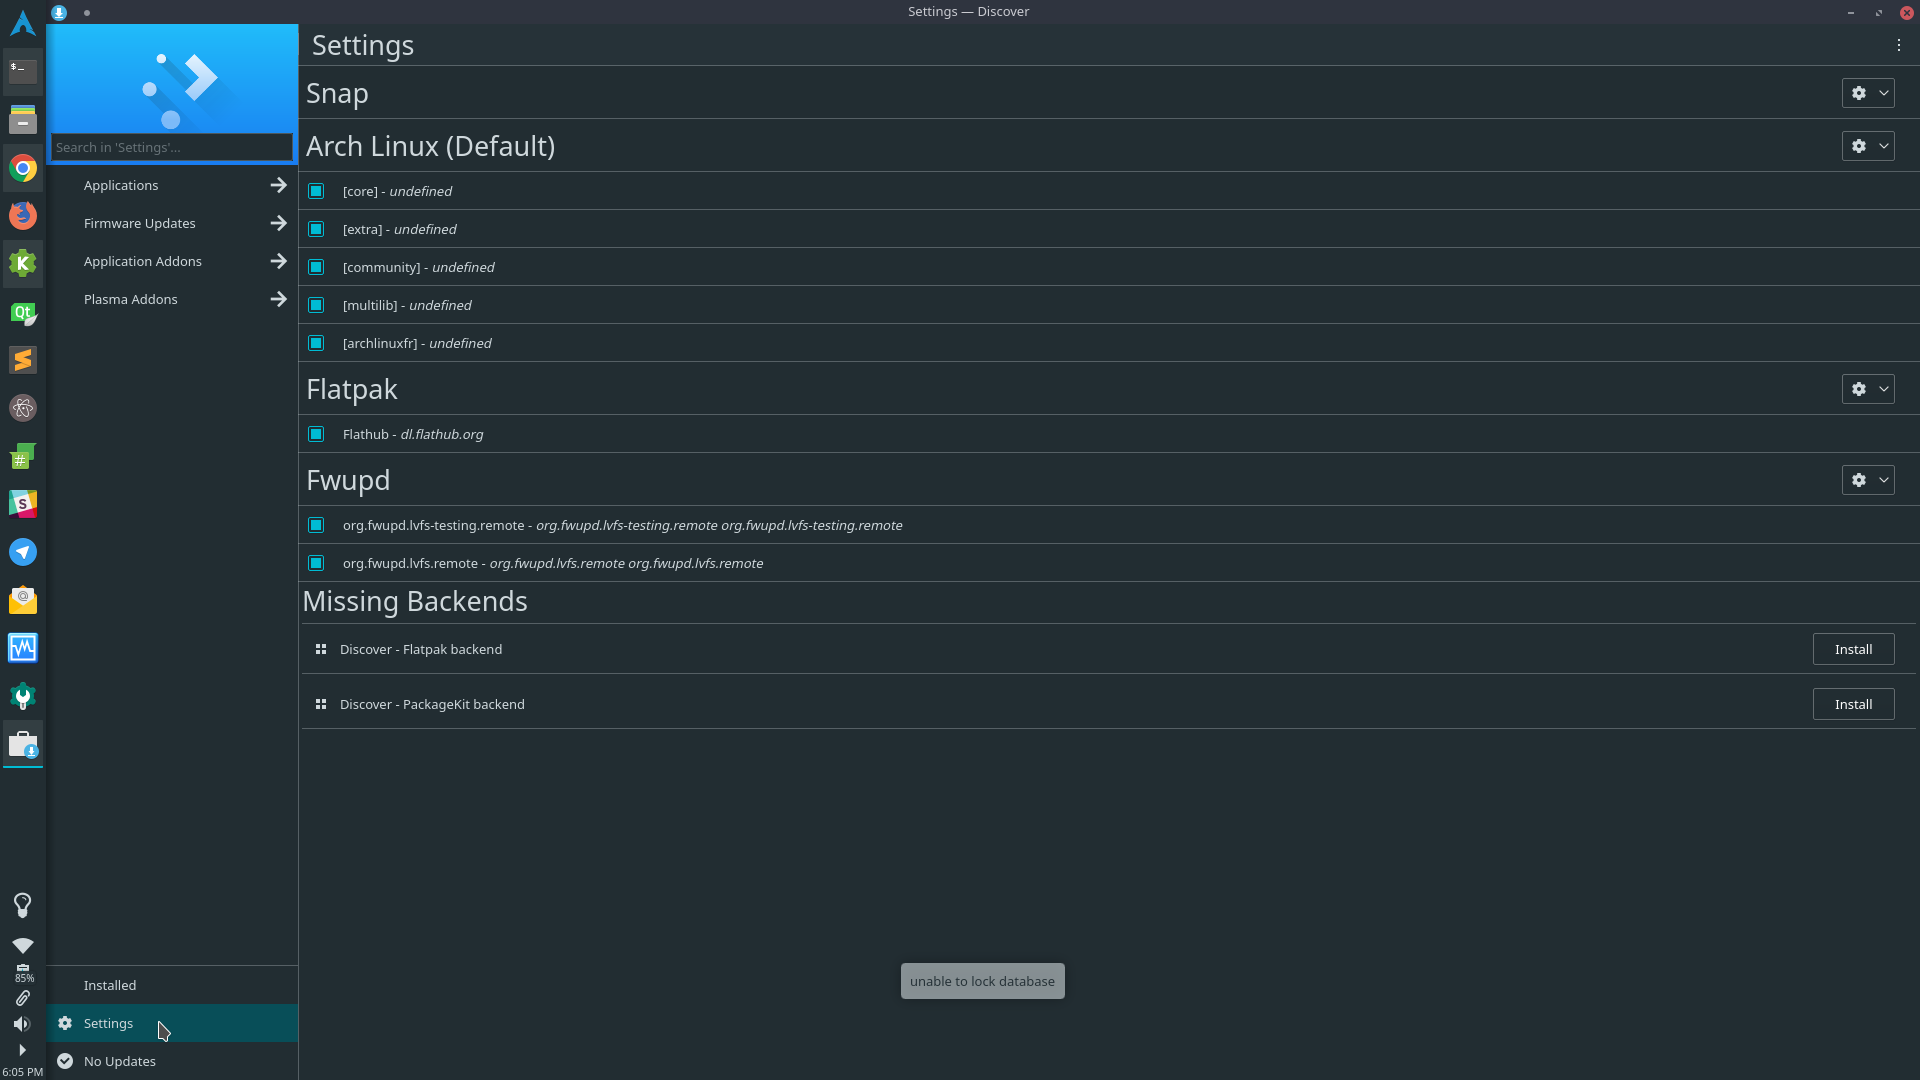 Settings — Discover
Settings
Search in 'Settings'...
Applications
Firmware Updates
Application Addons
Plasma Addons
Installed
Settings
No Updates
Snap
Arch Linux (Default)
[core] - undefined
[extra] - undefined
[community] - undefined
[multilib] - undefined
[archlinuxfr] - undefined
Flatpak
Flathub - dl.flathub.org
Fwupd
org.fwupd.lvfs-testing.remote - org.fwupd.lvfs-testing.remote org.fwupd.lvfs-testing.remote
org.fwupd.lvfs.remote - org.fwupd.lvfs.remote org.fwupd.lvfs.remote
Missing Backends
Discover - Flatpak backend Install
Discover - PackageKit backend Install
unable to lock database
85%
6:05 PM